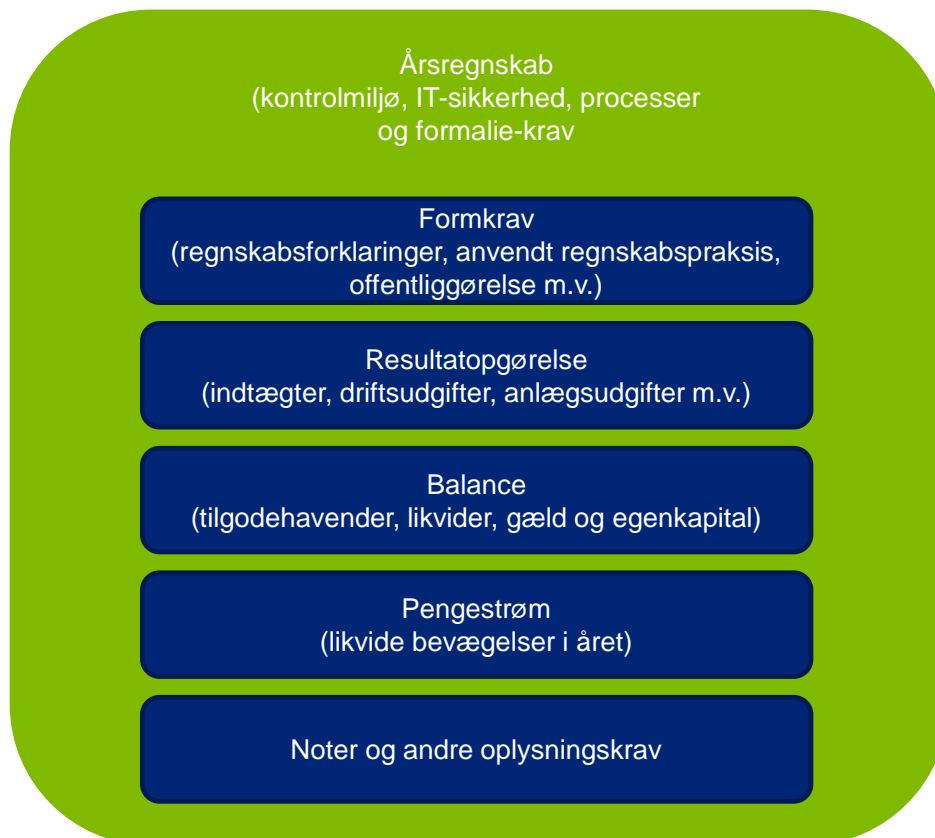 Årsregnskab
(kontrolmiljø, IT-sikkerhed, processer
og formalie-krav
Formkrav
(regnskabsforklaringer, anvendt regnskabspraksis,
offentliggørelse m.v.)
Resultatopgørelse
(indtægter, driftsudgifter, anlægsudgifter m.v.)
Balance
(tilgodehavender, likvider, gæld og egenkapital)
Pengestrøm
(likvide bevægelser i året)
Noter og andre oplysningskrav